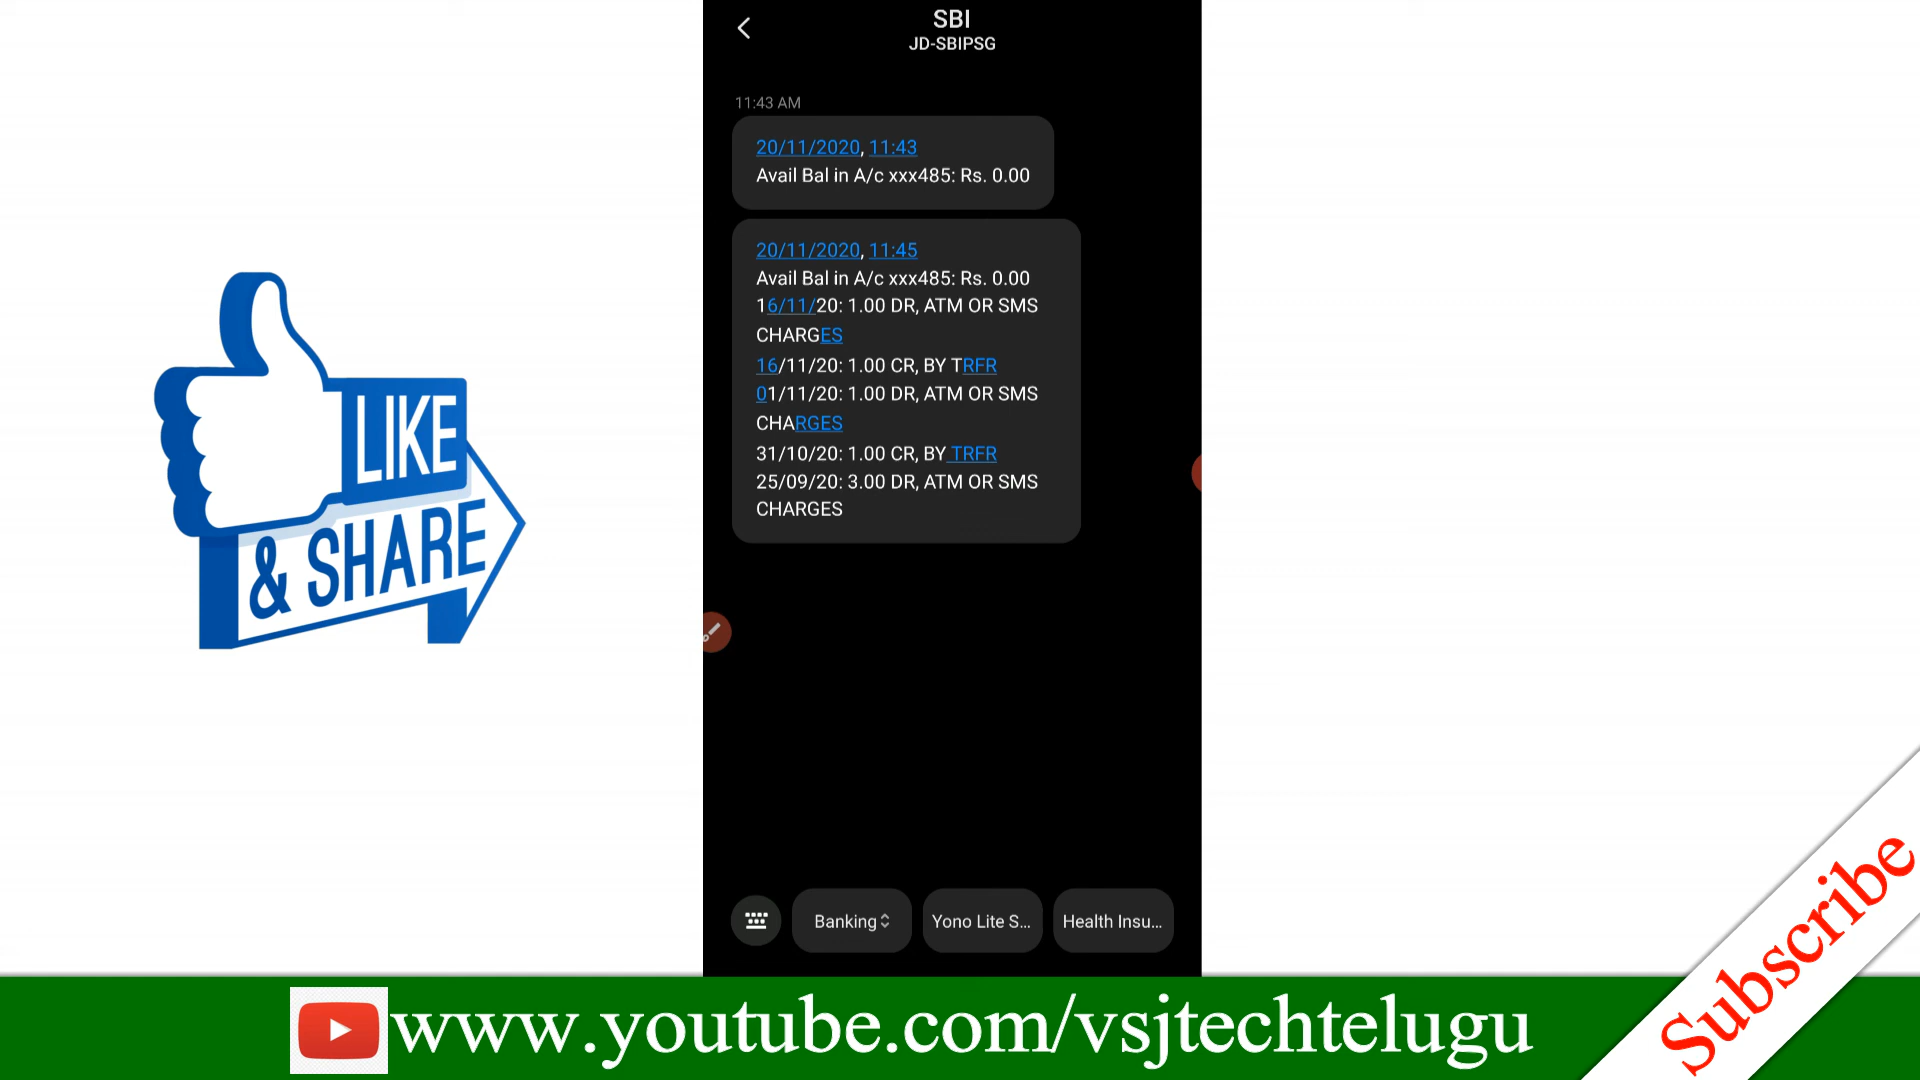 SBI
JD-SBIPSG
11:43 AM
20/11/2020, 11:43
Avail Bal in A/c xxx485: Rs. 0.00
20/11/2020, 11:45
Avail Bal in A/c xxx485: Rs. 0.00
16/11/20: 1.00 DR, ATM OR SMS
CHARGES
16/11/20: 1.00 CR, BY TRFR
01/11/20: 1.00 DR, ATM OR SMS
CHARGES
31/10/20: 1.00 CR, BY TRFR
25/09/20: 3.00 DR, ATM OR SMS
CHARGES
LIKE
& SHARE
Banking
Yono Lite S...
Health Insu...
www.youtube.com/vsjtechtelugu
Subscribe